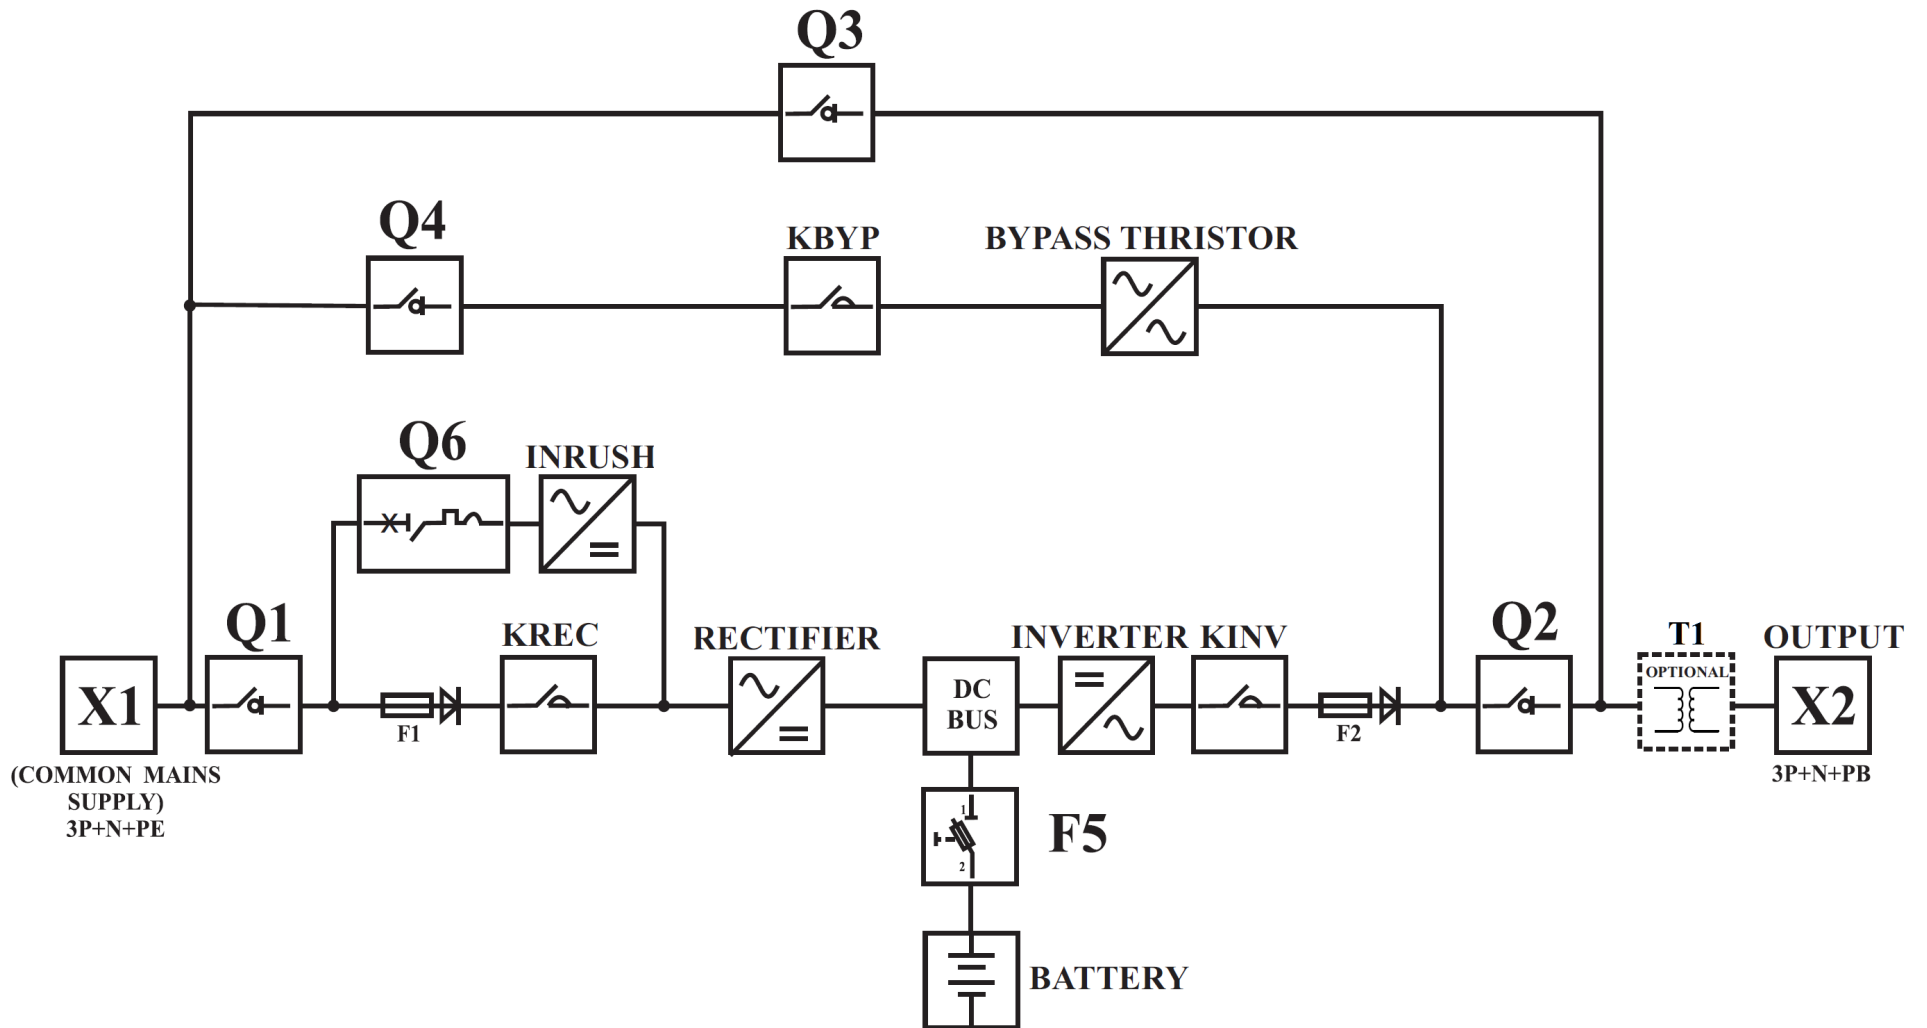 Q3
Q4
KBYP
BYPASS THRISTOR
Q6
INRUSH
Q1
KREC
RECTIFIER
INVERTER
KINV
Q2
T1
OUTPUT
X1
F1
DC
BUS
F2
OPTIONAL
X2
(COMMON MAINS
SUPPLY)
3P+N+PE
3P+N+PB
1
2
F5
BATTERY